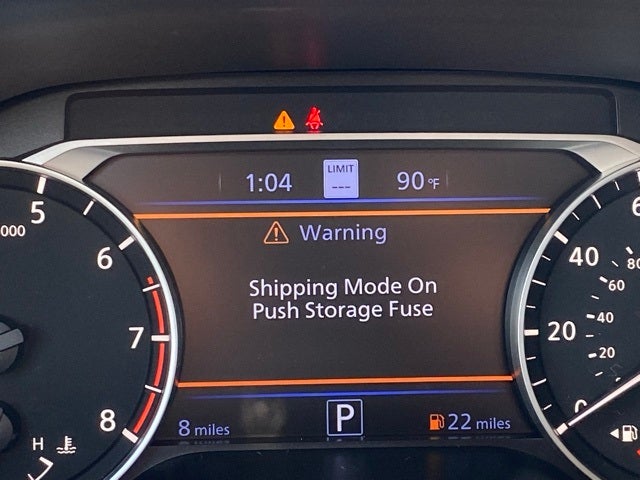 1:04
LIMIT
---
90°F
Warning
Shipping Mode On
Push Storage Fuse
000
5
6
7
8
H
40
20
0
80
60
40
20
8 miles
P
22 miles